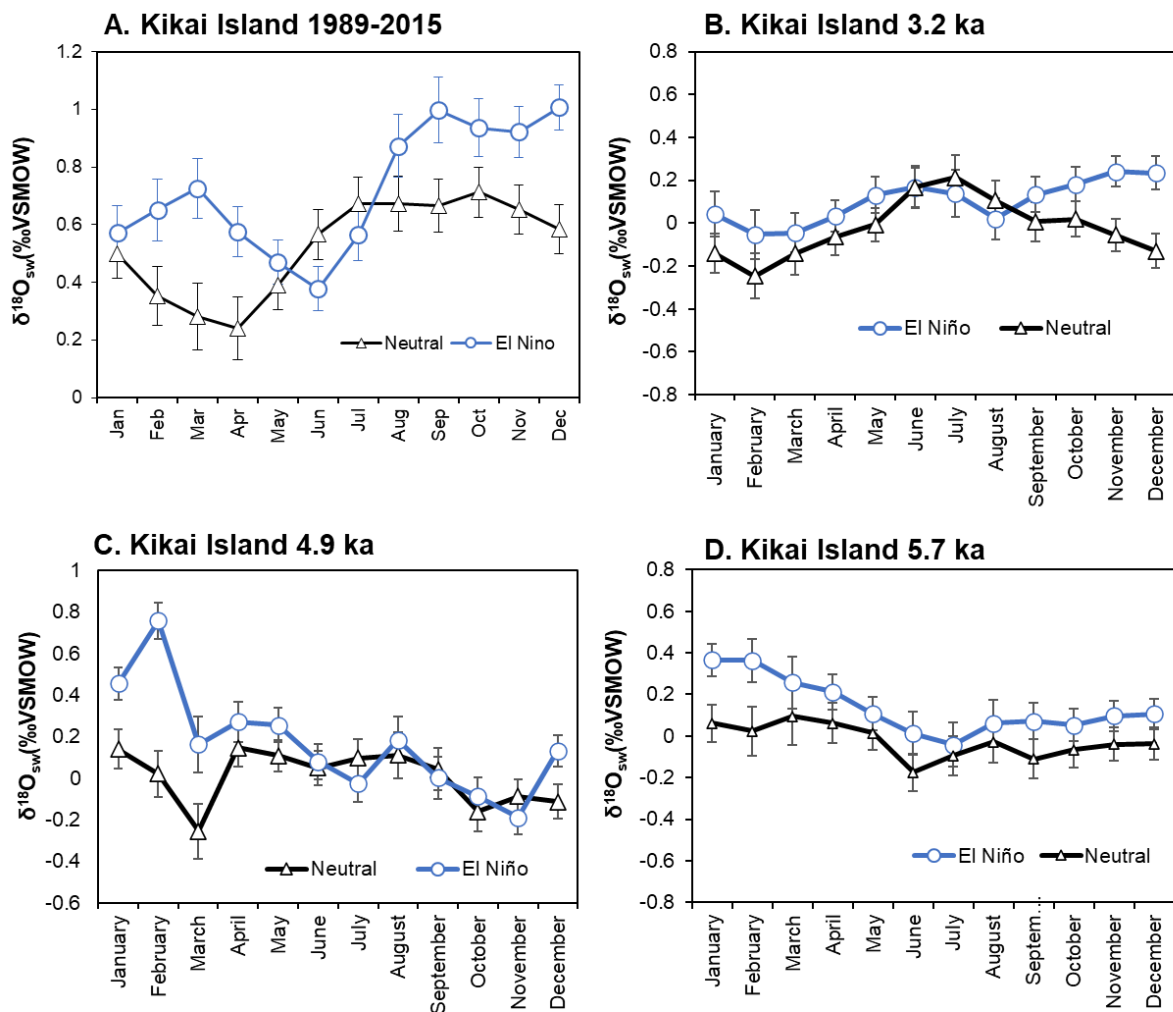 A. Kikai Island 1989-2015
δ¹⁸Osw(‰VSMOW)
1.2
1
0.8
0.6
0.4
0.2
0
Neutral
El Nino
Jan
Feb
Mar
Apr
May
Jun
Jul
Aug
Sep
Oct
Nov
Dec
B. Kikai Island 3.2 ka
δ¹⁸Osw(‰VSMOW)
0.8
0.6
0.4
0.2
0
-0.2
-0.4
-0.6
-0.8
El Niño
Neutral
January
February
March
April
May
June
July
August
September
October
November
December
C. Kikai Island 4.9 ka
δ¹⁸Osw(‰VSMOW)
1
0.8
0.6
0.4
0.2
0
-0.2
-0.4
-0.6
Neutral
El Niño
January
February
March
April
May
June
July
August
September
October
November
December
D. Kikai Island 5.7 ka
δ¹⁸Osw(‰VSMOW)
0.8
0.6
0.4
0.2
0
-0.2
-0.4
-0.6
-0.8
El Niño
Neutral
January
February
March
April
May
June
July
August
Septem...
October
November
December